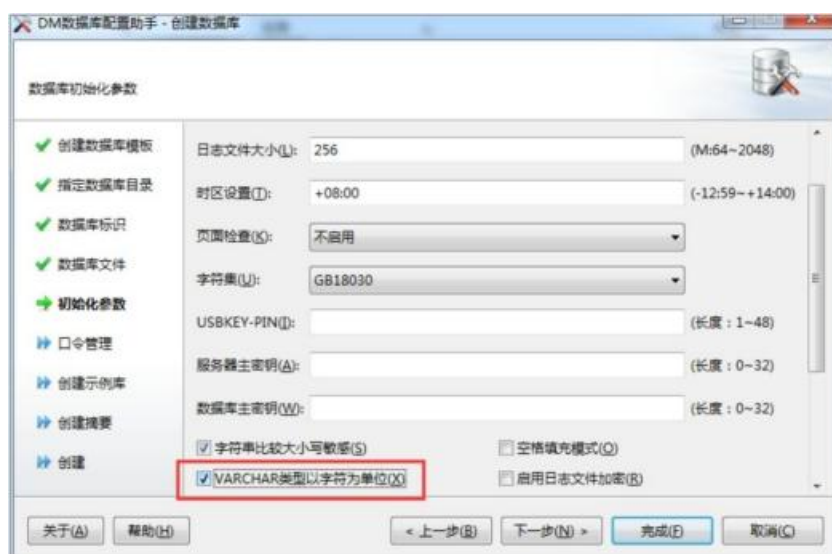 DM数据库配置助手 - 创建数据库
数据库初始化参数
创建数据库模板
指定数据库目录
数据库标识
数据库文件
初始化参数
口令管理
创建示例库
创建摘要
创建
日志文件大小(L): 256 (M:64~2048)
时区设置(T): +08:00 (-12:59~+14:00)
页面检查(K): 不启用
字符集(U): GB18030
USBKEY-PIN(I): (长度：1~48)
服务器主密钥(A): (长度：0~32)
数据库主密钥(W): (长度：0~32)
字符串比较大小写敏感(S) 空格填充模式(O)
VARCHAR类型以字符为单位(X) 启用日志文件加密(R)
关于(A) 帮助(H) < 上一步(B) 下一步(N) > 完成(F) 取消(C)